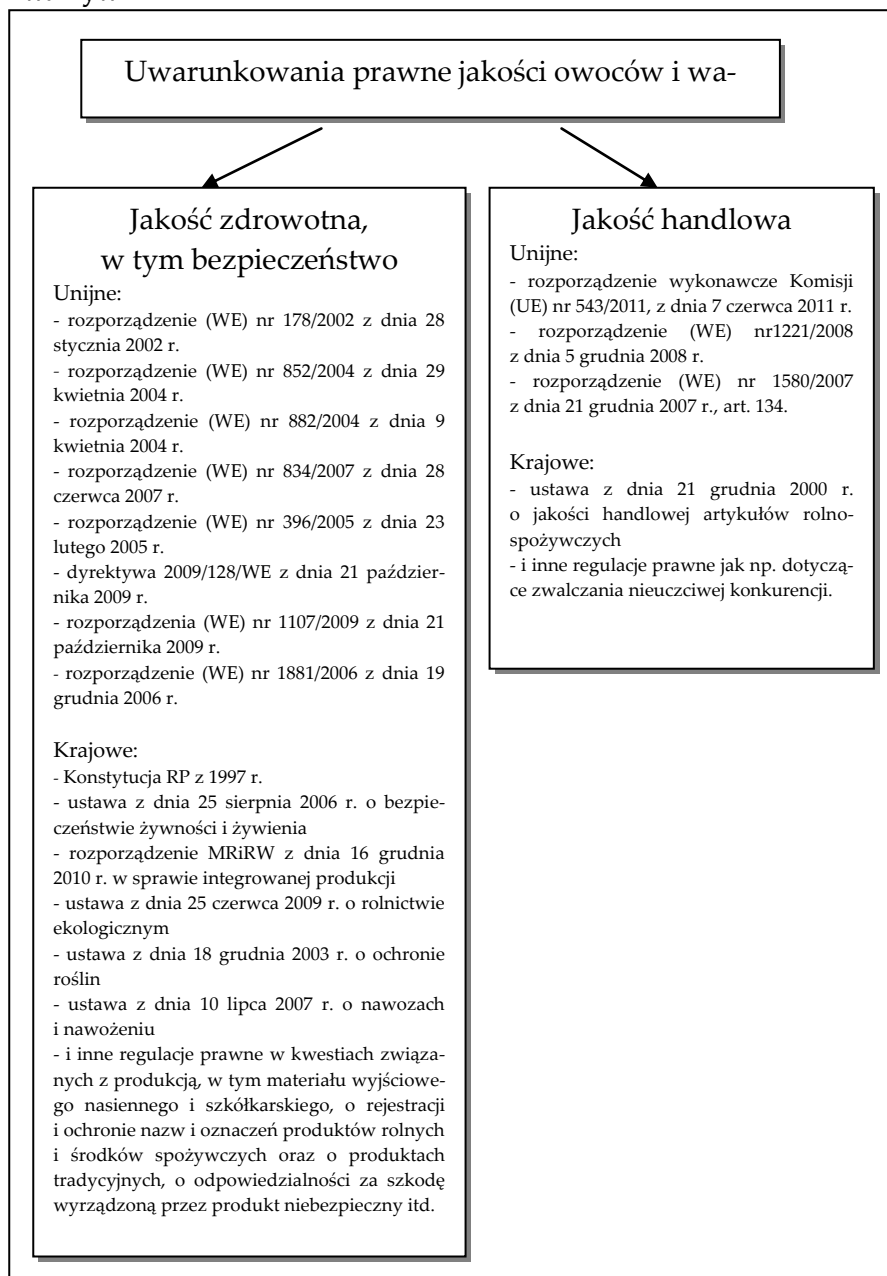 Uwarunkowania prawne jakości owoców i wa-
Jakość zdrowotna,
w tym bezpieczeństwo
Unijne:
- rozporządzenie (WE) nr 178/2002 z dnia 28
stycznia 2002 r.
- rozporządzenie (WE) nr 852/2004 z dnia 29
kwietnia 2004 r.
- rozporządzenie (WE) nr 882/2004 z dnia 9
kwietnia 2004 r.
- rozporządzenie (WE) nr 834/2007 z dnia 28
czerwca 2007 r.
- rozporządzenie (WE) nr 396/2005 z dnia 23
lutego 2005 r.
- dyrektywa 2009/128/WE z dnia 21 paździer-
nika 2009 r.
- rozporządzenia (WE) nr 1107/2009 z dnia 21
października 2009 r.
- rozporządzenie (WE) nr 1881/2006 z dnia 19
grudnia 2006 r.
Krajowe:
- Konstytucja RP z 1997 r.
- ustawa z dnia 25 sierpnia 2006 r. o bezpie-
czeństwie żywności i żywienia
- rozporządzenie MRiRW z dnia 16 grudnia
2010 r. w sprawie integrowanej produkcji
- ustawa z dnia 25 czerwca 2009 r. o rolnictwie
ekologicznym
- ustawa z dnia 18 grudnia 2003 r. o ochronie
roślin
- ustawa z dnia 10 lipca 2007 r. o nawozach
i nawożeniu
- i inne regulacje prawne w kwestiach związa-
nych z produkcją, w tym materiału wyjściowe-
go nasiennego i szkółkarskiego, o rejestracji
i ochronie nazw i oznaczeń produktów rolnych
i środków spożywczych oraz o produktach
tradycyjnych, o odpowiedzialności za szkodę
wyrządzoną przez produkt niebezpieczny itd.
Jakość handlowa
Unijne:
- rozporządzenie wykonawcze Komisji
(UE) nr 543/2011, z dnia 7 czerwca 2011 r.
- rozporządzenie (WE) nr1221/2008
z dnia 5 grudnia 2008 r.
- rozporządzenie (WE) nr 1580/2007
z dnia 21 grudnia 2007 r., art. 134.
Krajowe:
- ustawa z dnia 21 grudnia 2000 r.
o jakości handlowej artykułów rolno-
spożywczych
- i inne regulacje prawne jak np. dotyczą-
ce zwalczania nieuczciwej konkurencji.